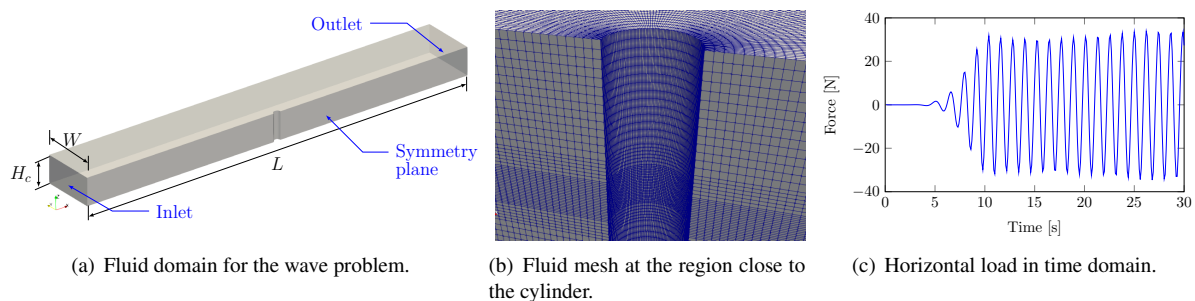 Outlet
W
H_c
L
Symmetry
plane
Inlet
(a) Fluid domain for the wave problem.
(b) Fluid mesh at the region close to
the cylinder.
40
20
0
−20
−40
Force [N]
0 5 10 15 20 25 30
Time [s]
(c) Horizontal load in time domain.